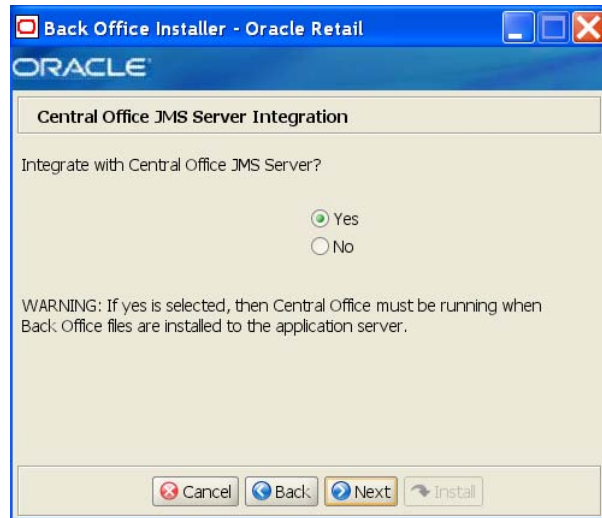 Back Office Installer - Oracle Retail
ORACLE
Central Office JMS Server Integration
Integrate with Central Office JMS Server?
Yes
No
WARNING: If yes is selected, then Central Office must be running when
Back Office files are installed to the application server.
Cancel Back Next Install